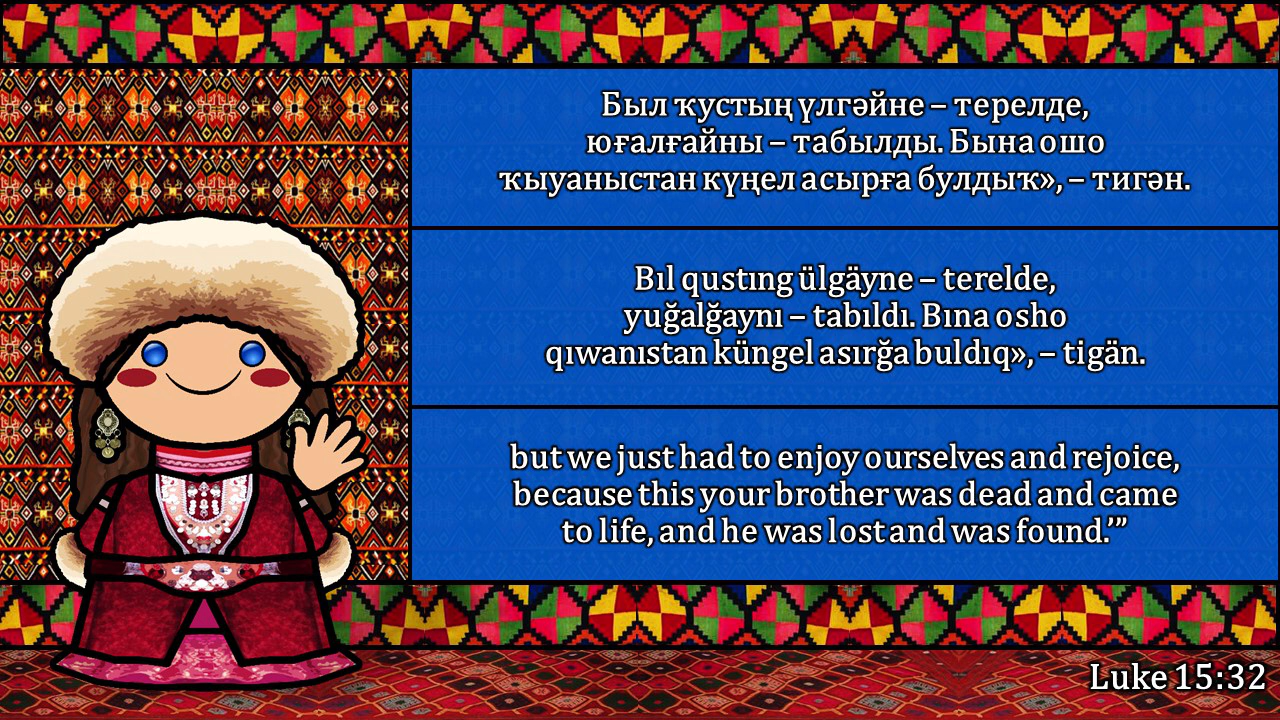 Был ҡустың үлгәйне – терелде,
юғалғайны – табылды. Бына ошо
ҡыуаныстан күңел асырға булдыҡ», – тигән.
Bıl qustıng ülgäyne – terelde,
yuğalğaynı – tabıldı. Bına osho
qıwanıstan küngel asırğa buldıq», – tigän.
but we just had to enjoy ourselves and rejoice,
because this your brother was dead and came
to life, and he was lost and was found.’”
Luke 15:32